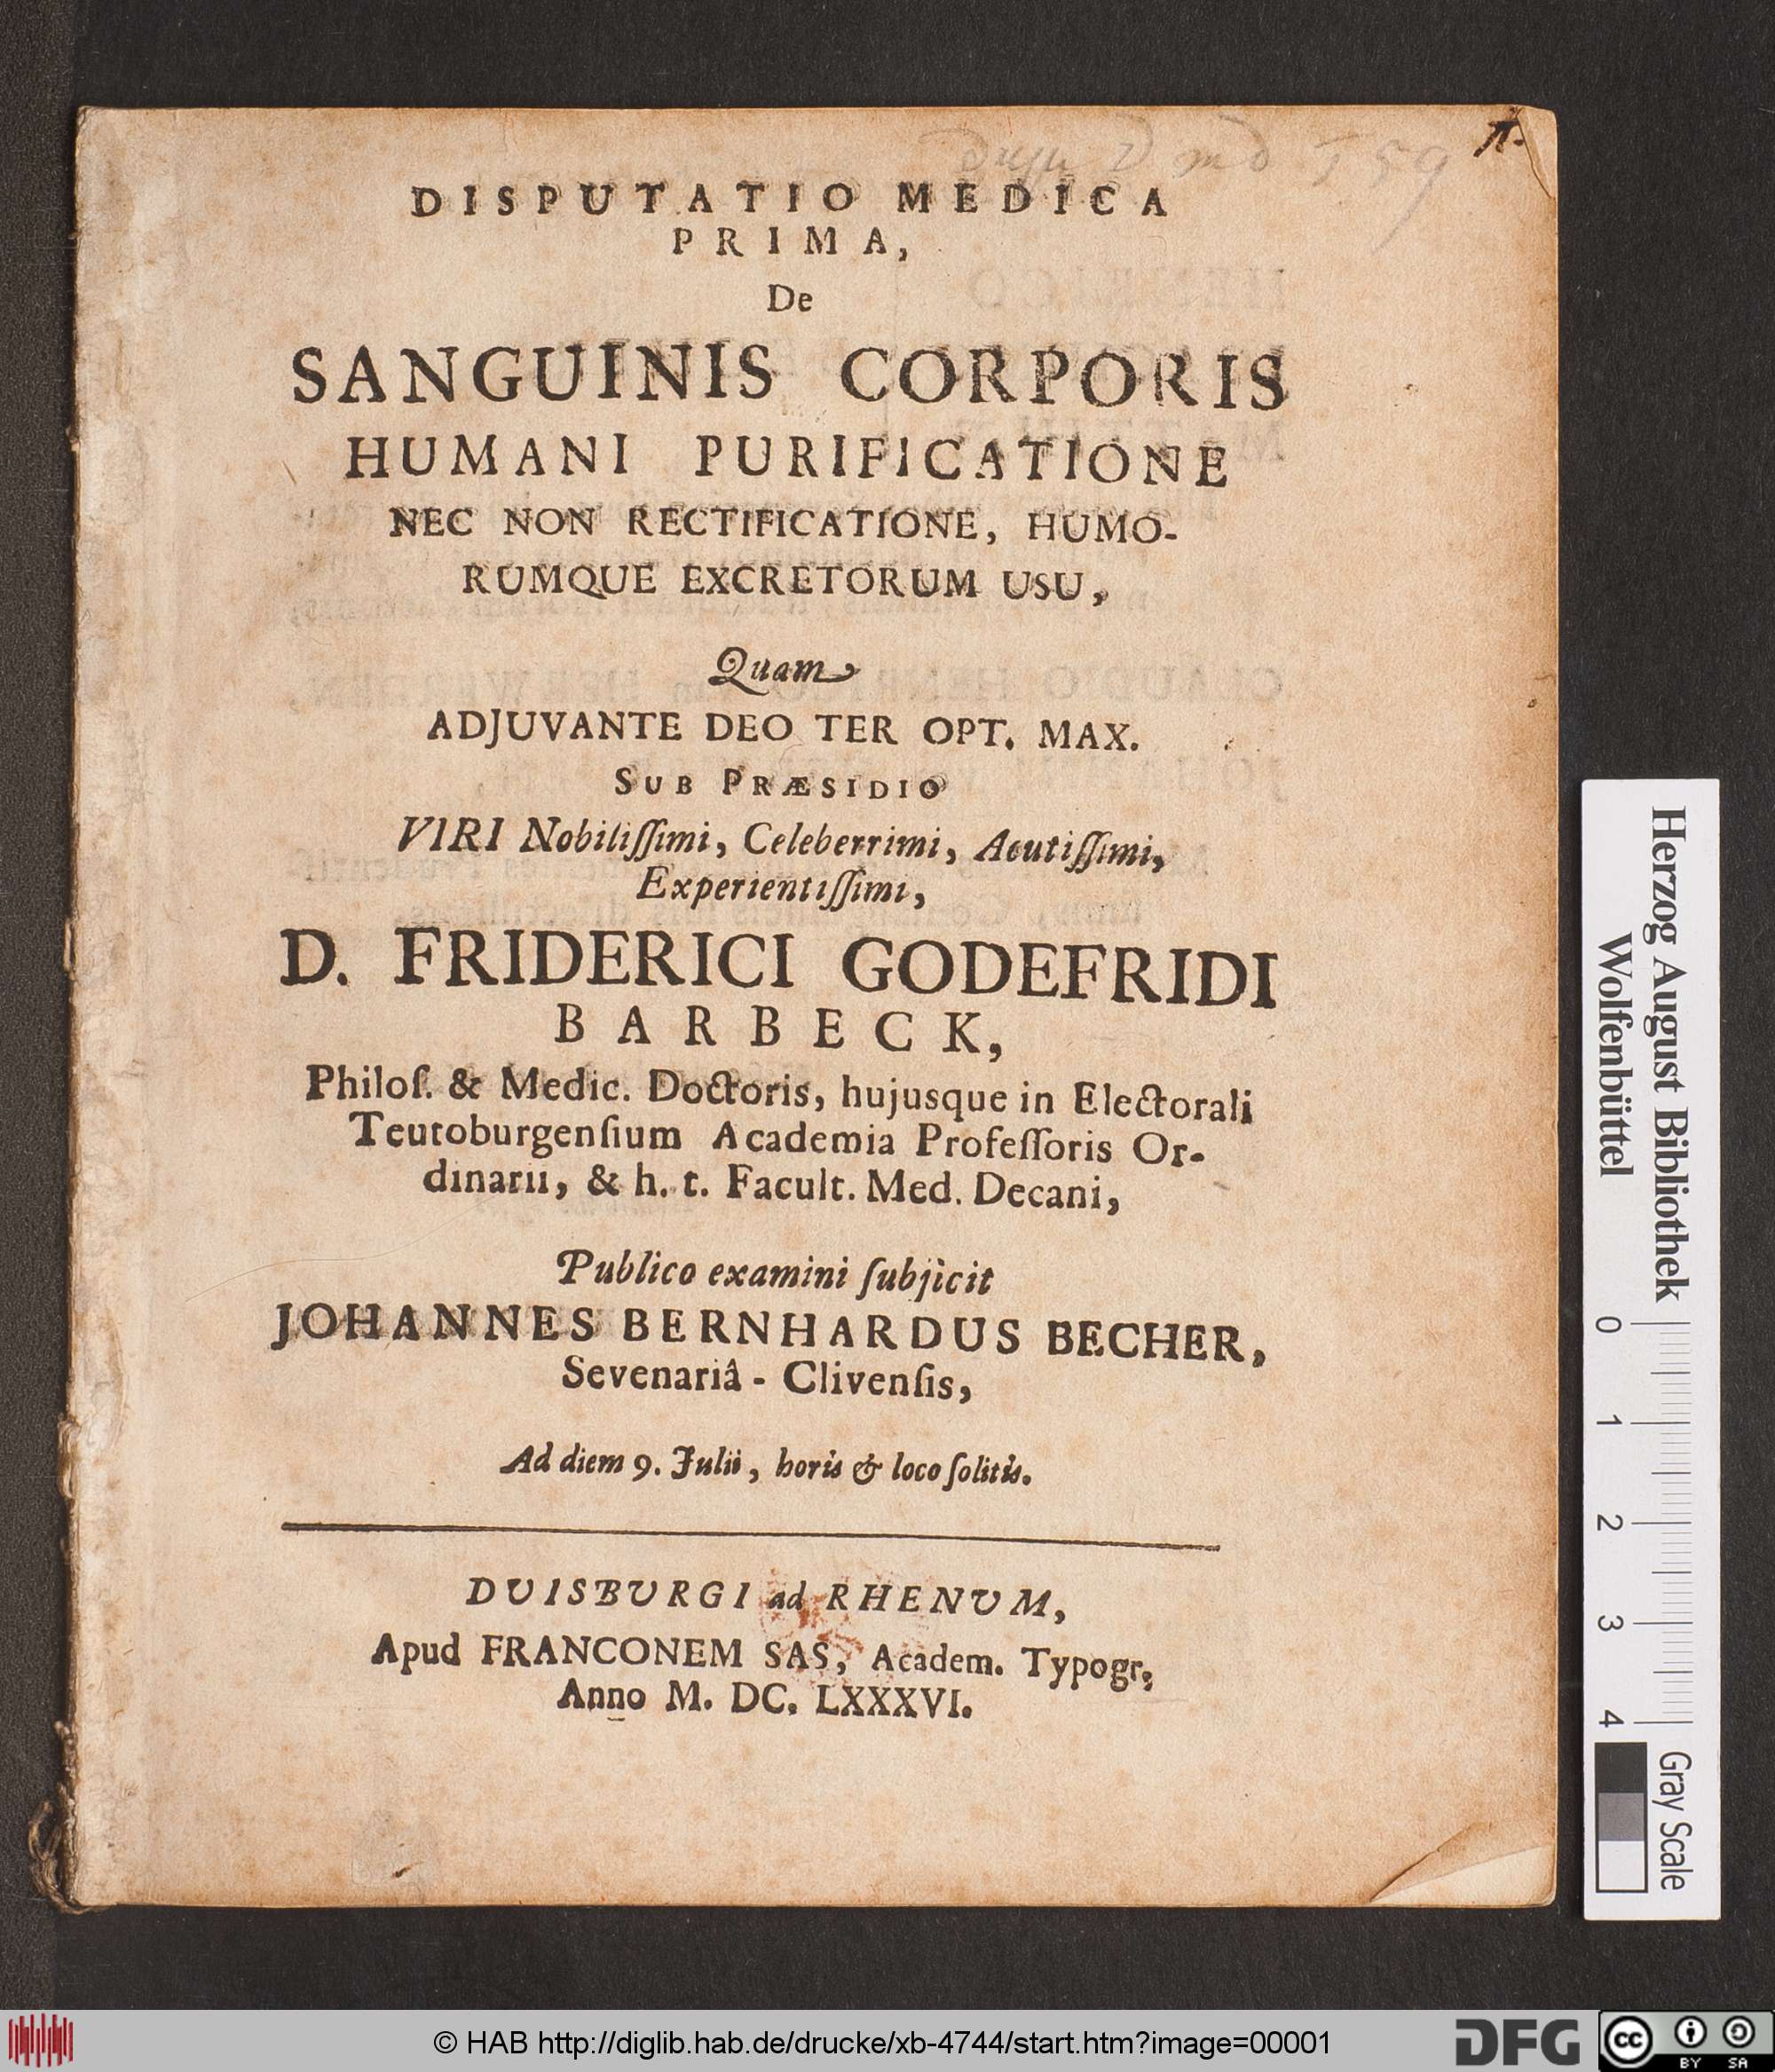 DISPUTATIO MEDICA
PRIMA,
De
SANGUINIS CORPORIS
HUMANI PURIFICATIONE
NEC NON RECTIFICATIONE, HUMO-
RUMQUE EXCRETORUM USU,
Quam
ADJUVANTE DEO TER OPT. MAX.
SUB PRÆSIDIO
VIRI Nobiliſſimi, Celeberrimi, Acutiſſimi,
Experientiſſimi,
D. FRIDERICI GODEFRIDI
BARBECK,
Philoſ. & Medic. Doctoris, hujusque in Electorali
Teutoburgenſium Academia Profeſſoris Or-
dinarii, & h. t. Facult. Med. Decani,
Publico examini ſubjicit
JOHANNES BERNHARDUS BECHER,
Sevenariâ - Clivenſis,
Ad diem 9. Julii, horis & loco ſolitis.
DUISBURGI ad RHENUM,
Apud FRANCONEM SAS, Academ. Typogr,
Anno M. DC. LXXXVI.
Herzog August Bibliothek
Wolfenbüttel
0 1 2 3 4
Gray Scale
© HAB http://diglib.hab.de/drucke/xb-4744/start.htm?image=00001
DFG
cc BY SA